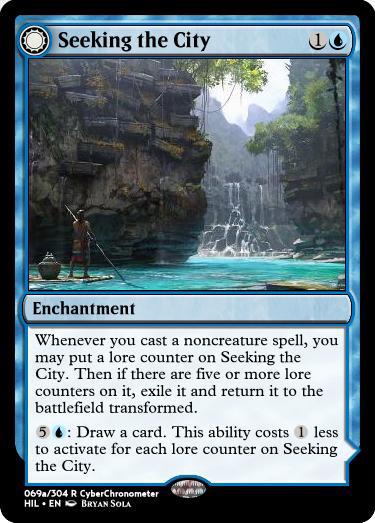 Seeking the City 1
Enchantment
Whenever you cast a noncreature spell, you
may put a lore counter on Seeking the
City. Then if there are five or more lore
counters on it, exile it and return it to the
battlefield transformed.
5: Draw a card. This ability costs 1 less
to activate for each lore counter on Seeking
the City.
069a/304 R CyberChronometer
HIL • EN Bryan Sola